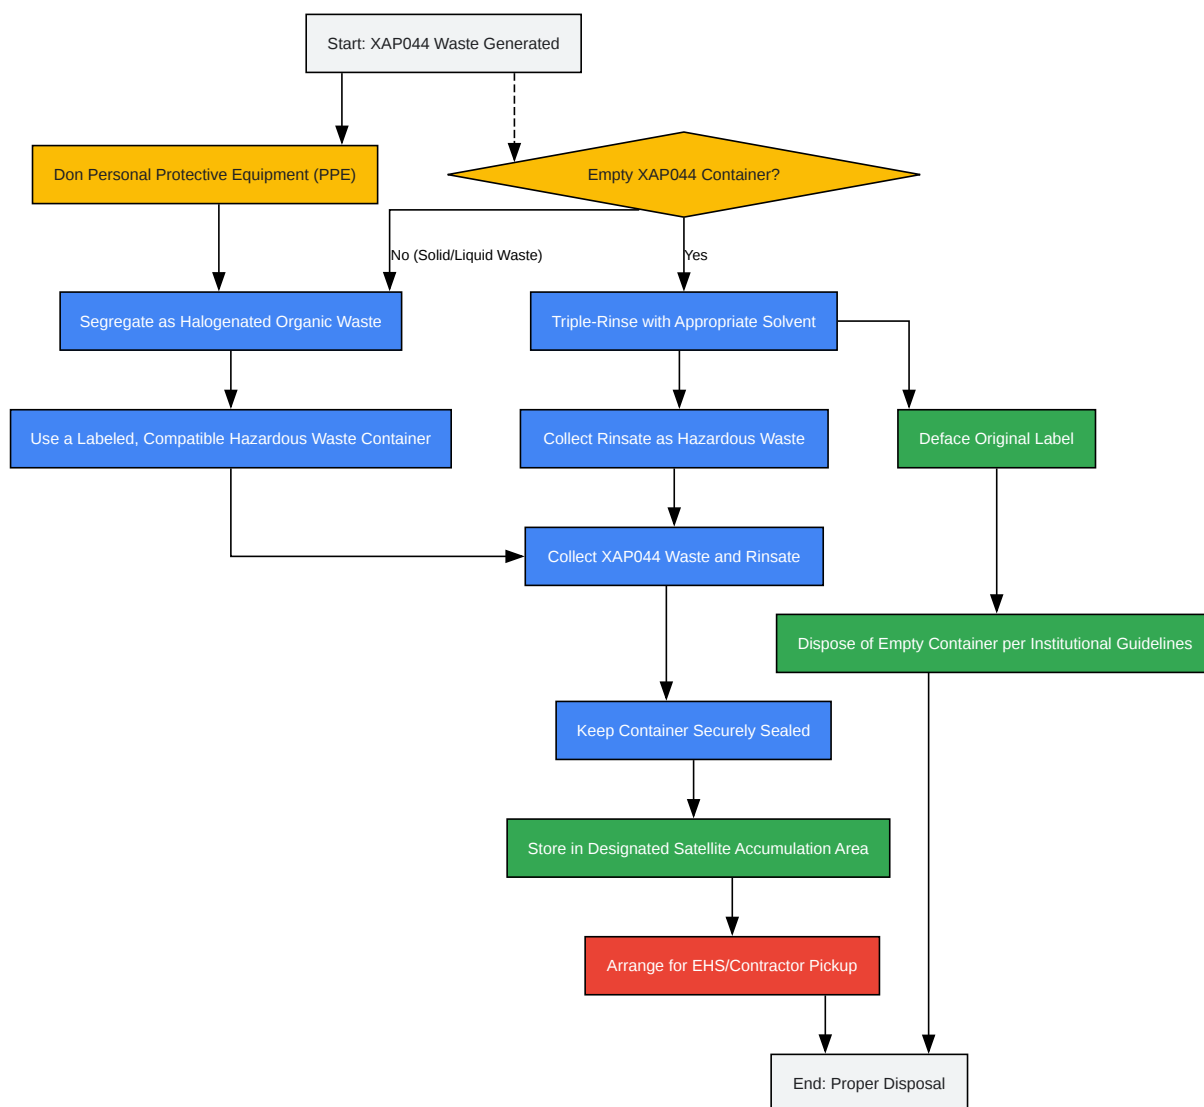 Start: XAP044 Waste Generated
Don Personal Protective Equipment (PPE)
Empty XAP044 Container?
No (Solid/Liquid Waste)
Yes
Segregate as Halogenated Organic Waste
Triple-Rinse with Appropriate Solvent
Use a Labeled, Compatible Hazardous Waste Container
Collect Rinsate as Hazardous Waste
Deface Original Label
Collect XAP044 Waste and Rinsate
Dispose of Empty Container per Institutional Guidelines
Keep Container Securely Sealed
Store in Designated Satellite Accumulation Area
Arrange for EHS/Contractor Pickup
End: Proper Disposal